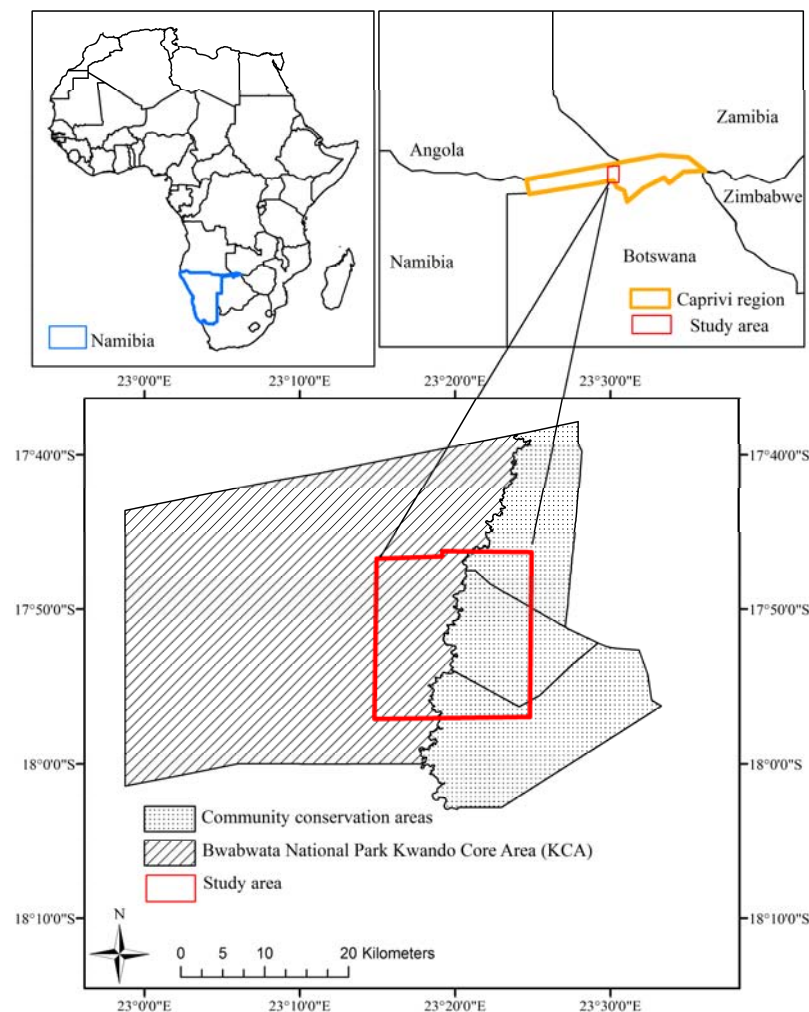 Namibia
Angola
Zamibia
Zimbabwe
Namibia
Botswana
Caprivi region
Study area
23°0'0"E 23°10'0"E 23°20'0"E 23°30'0"E
17°40'0"S 17°40'0"S
17°50'0"S 17°50'0"S
18°0'0"S 18°0'0"S
Community conservation areas
Bwabwata National Park Kwando Core Area (KCA)
Study area
18°10'0"S 18°10'0"S
N
0 5 10 20 Kilometers
23°0'0"E 23°10'0"E 23°20'0"E 23°30'0"E